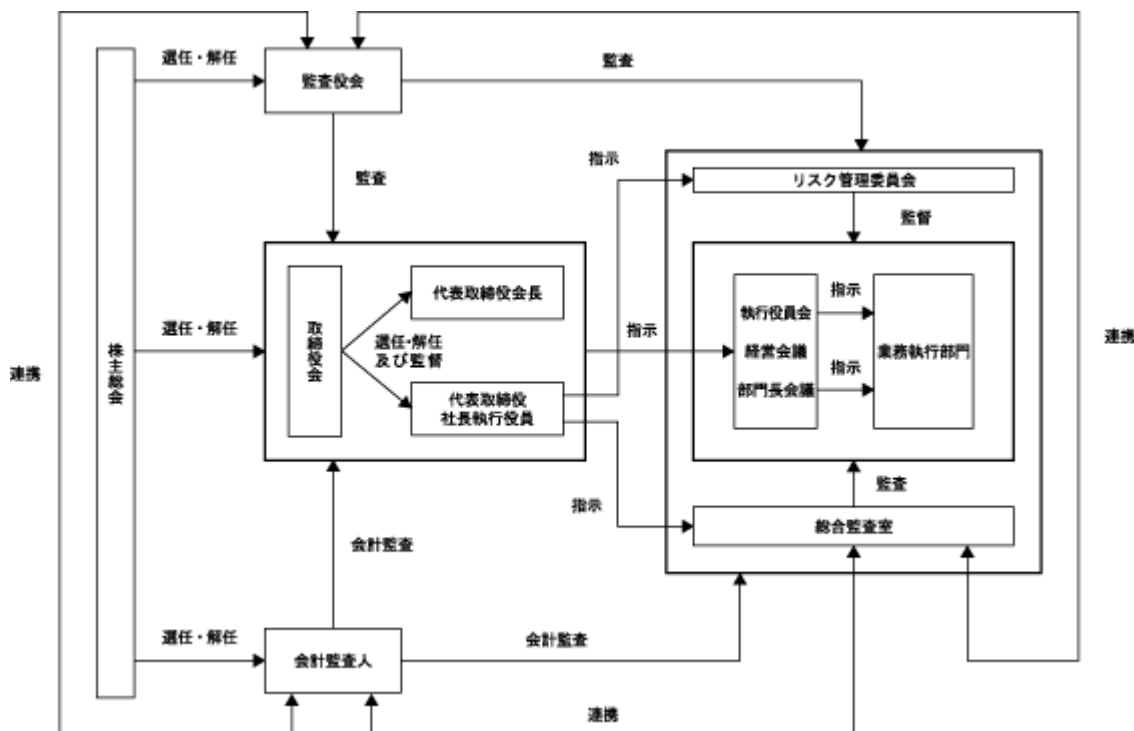 選任・解任
監査役会
監査
監査
指示
リスク管理委員会
監督
連携
株主総会
選任・解任
取締役会
代表取締役会長
選任・解任
及び監督
代表取締役
社長執行役員
指示
執行役員会
経営会議
部門長会議
指示
指示
業務執行部門
連携
監査
指示
総合監査室
会計監査
選任・解任
会計監査人
会計監査
連携